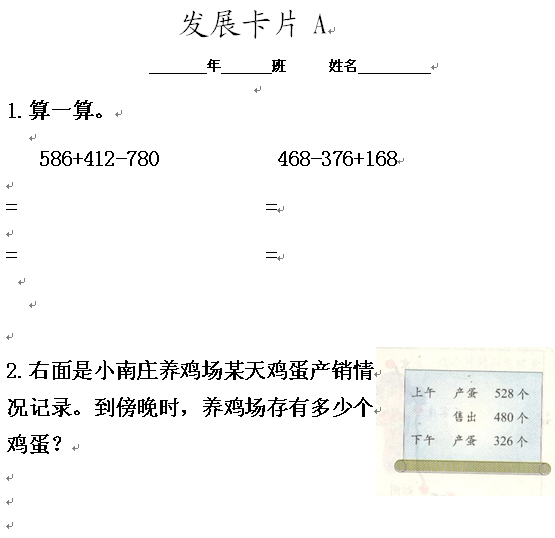 发展卡片 A
_______年______班 姓名_________
1.算一算。
586+412-780 468-376+168
= =
= =
2.右面是小南庄养鸡场某天鸡蛋产销情
况记录。到傍晚时，养鸡场存有多少个
鸡蛋？
上午 产蛋 528 个
售出 480 个
下午 产蛋 326 个